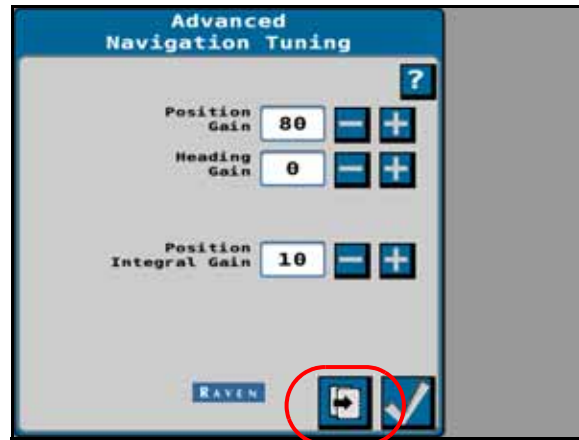 Advanced
Navigation Tuning
?
Position
Gain
80
Heading
Gain
0
Position
Integral Gain
10
RAVEN